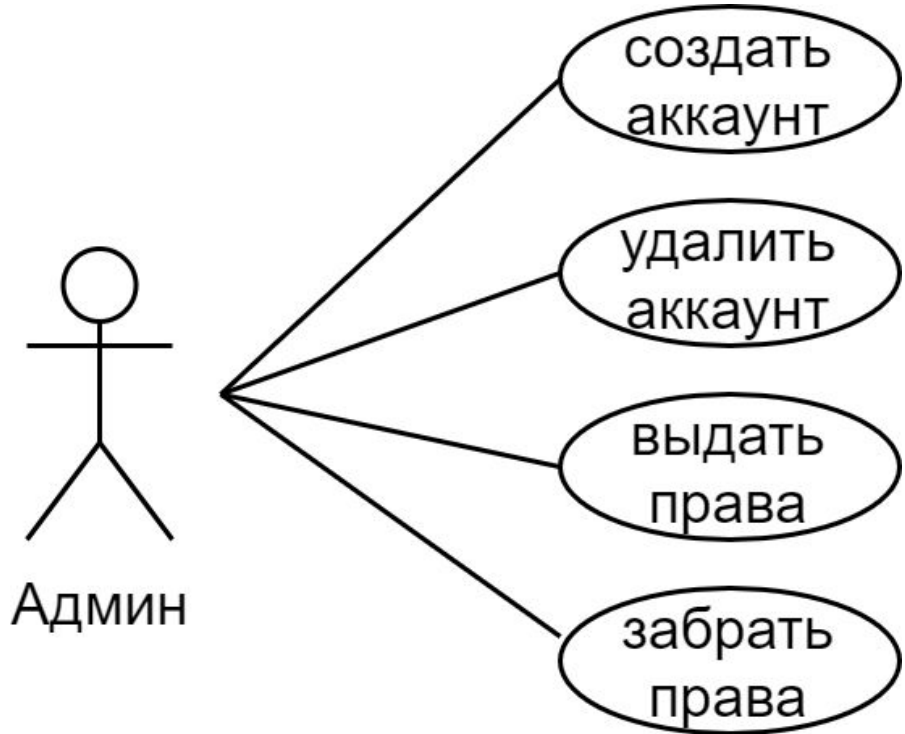 создать
аккаунт
удалить
аккаунт
выдать
права
забрать
права
Админ